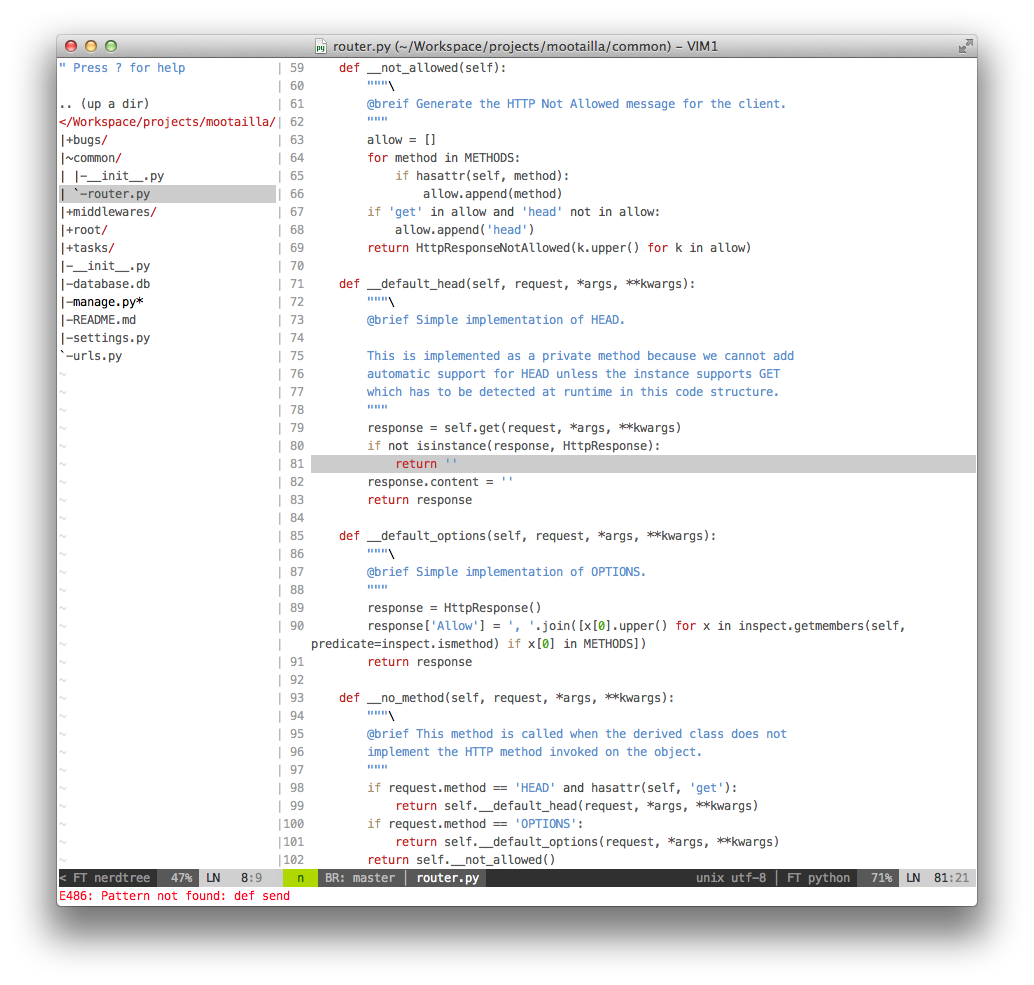 router.py (~/Workspace/projects/mootailla/common) – VIM1
" Press ? for help
.. (up a dir)
</Workspace/projects/mootailla/
|+bugs/
|~common/
| |-__init__.py
| `-router.py
|+middlewares/
|+root/
|+tasks/
|-__init__.py
|-database.db
|-manage.py*
|-README.md
|-settings.py
`-urls.py
59     def __not_allowed(self):
60         """\
61         @breif Generate the HTTP Not Allowed message for the client.
62         """
63         allow = []
64         for method in METHODS:
65             if hasattr(self, method):
66                 allow.append(method)
67         if 'get' in allow and 'head' not in allow:
68             allow.append('head')
69         return HttpResponseNotAllowed(k.upper() for k in allow)
70
71     def __default_head(self, request, *args, **kwargs):
72         """\
73         @brief Simple implementation of HEAD.
74
75         This is implemented as a private method because we cannot add
76         automatic support for HEAD unless the instance supports GET
77         which has to be detected at runtime in this code structure.
78         """
79         response = self.get(request, *args, **kwargs)
80         if not isinstance(response, HttpResponse):
81             return ''
82         response.content = ''
83         return response
84
85     def __default_options(self, request, *args, **kwargs):
86         """\
87         @brief Simple implementation of OPTIONS.
88         """
89         response = HttpResponse()
90         response['Allow'] = ', '.join([x[0].upper() for x in inspect.getmembers(self,
predicate=inspect.ismethod) if x[0] in METHODS])
91         return response
92
93     def __no_method(self, request, *args, **kwargs):
94         """\
95         @brief This method is called when the derived class does not
96         implement the HTTP method invoked on the object.
97         """
98         if request.method == 'HEAD' and hasattr(self, 'get'):
99             return self.__default_head(request, *args, **kwargs)
100         if request.method == 'OPTIONS':
101             return self.__default_options(request, *args, **kwargs)
102         return self.__not_allowed()
< FT nerdtree 47% LN 8:9 n BR: master | router.py unix utf-8 | FT python 71% LN 81:21
E486: Pattern not found: def send